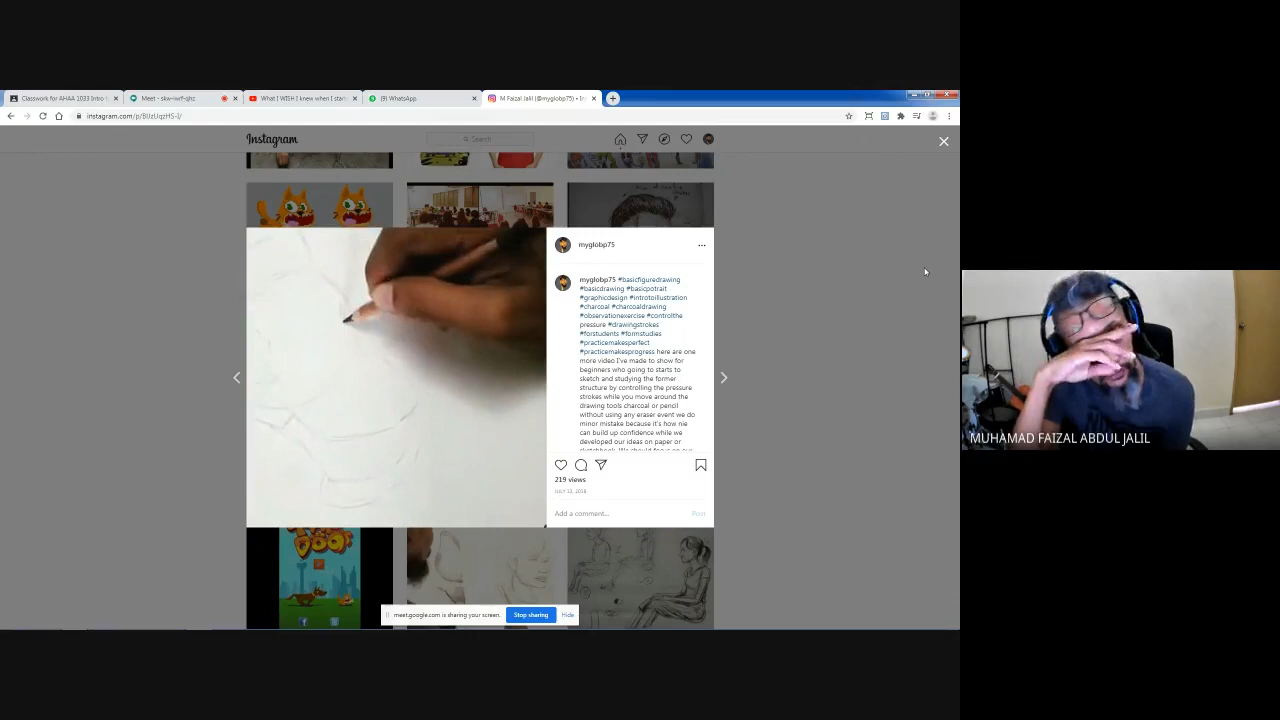 Classwork for AHAA 1033 Intro t
Meet - skw-iwrf-qhz
What I WISH I knew when I start
(9) WhatsApp
M Faizal Jalil (@myglobp75) • In
Instagram
Search
myglobp75
myglobp75 #basicfiguredrawing
#basicdrawing #basicpotrait
#graphicdesign #introtoillustration
#charcoal #charcoaldrawing
#observationexercise #controlthe
pressure #drawingstrokes
#forstudents #formstudies
#practicemakesperfect
#practicemakesprogress here are one
more video I've made to show for
beginners who going to starts to
sketch and studying the former
structure by controlling the pressure
strokes while you move around the
drawing tools charcoal or pencil
without using any eraser event we do
minor mistake because it's how nie
can build up confidence while we
developed our ideas on paper or
219 views
JULY 12, 2018
Add a comment...
Post
meet.google.com is sharing your screen.
Stop sharing
Hide
MUHAMAD FAIZAL ABDUL JALIL